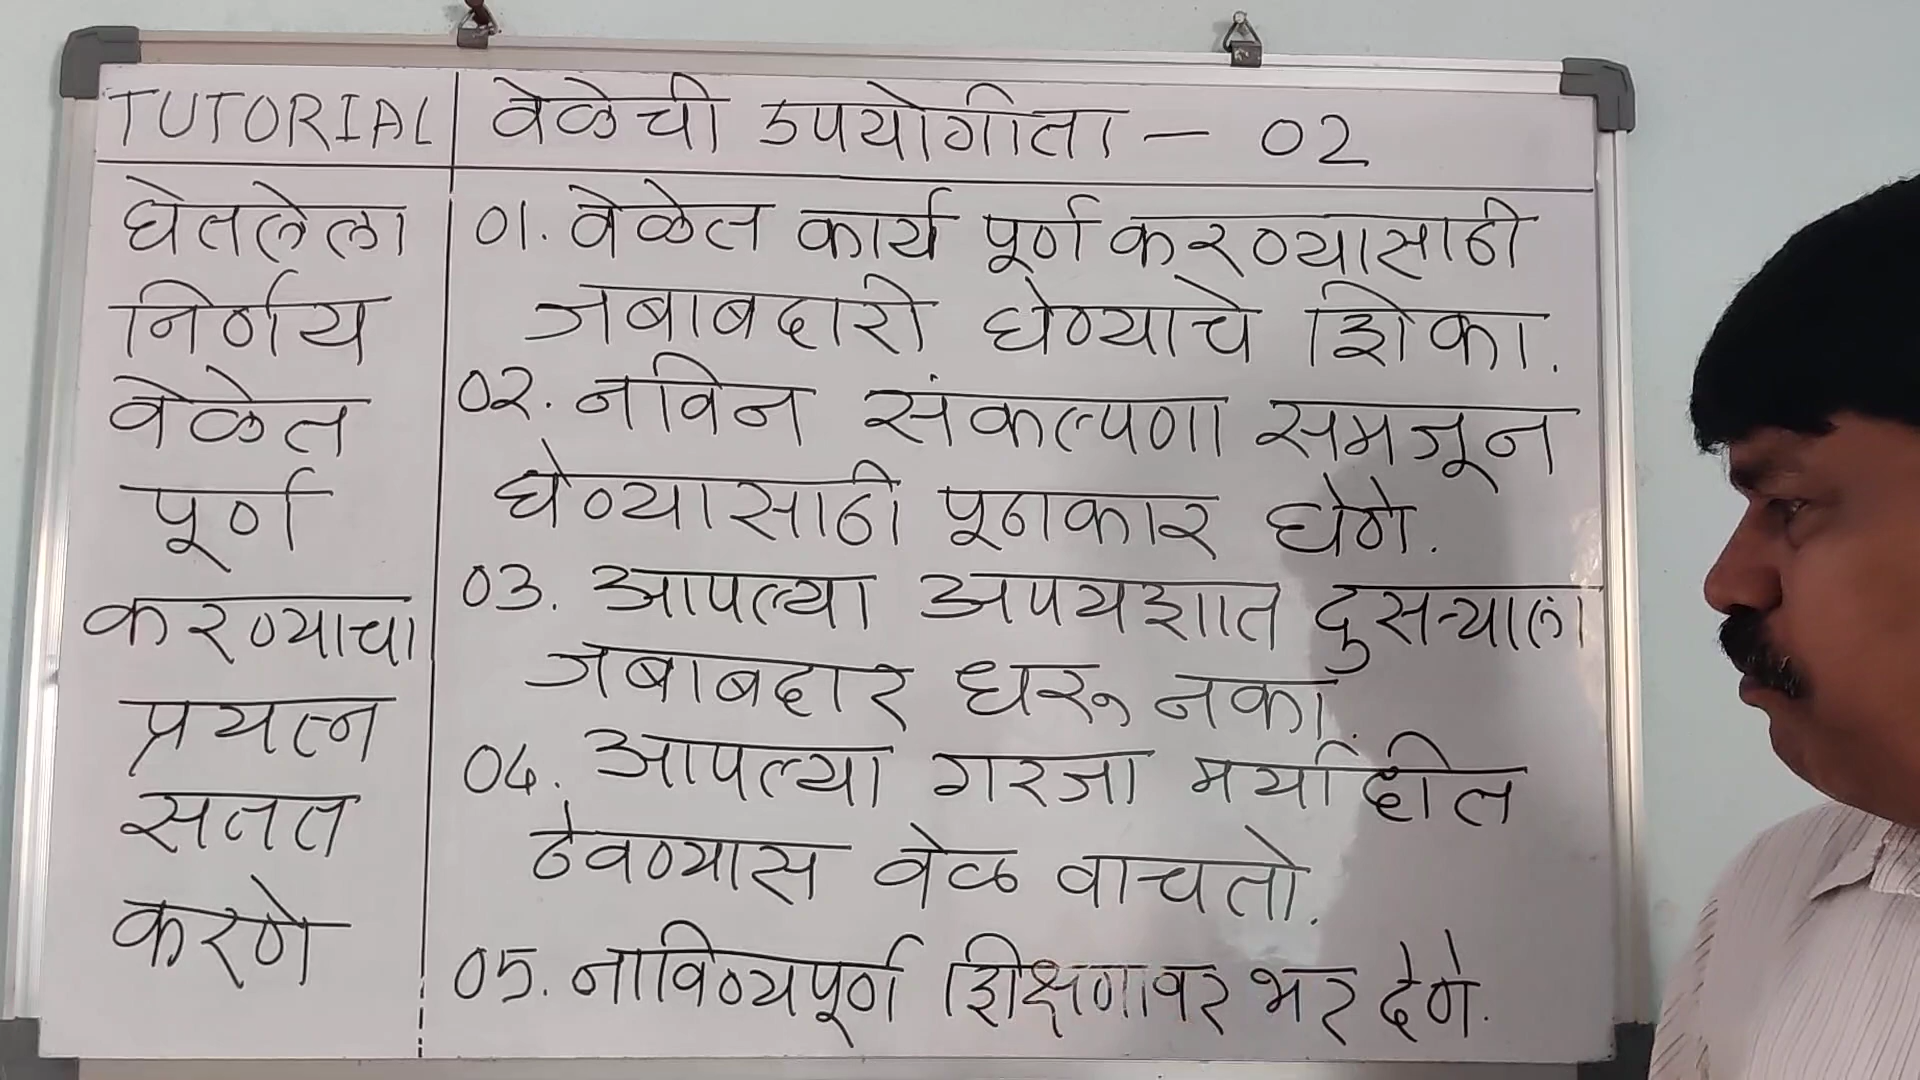 TUTORIAL
वेळेची उपयोगीता - 02
घेतलेला
निर्णय
वेळेत
पूर्ण
करण्याचा
प्रयत्न
सतत
करणे
01. वेळेत कार्य पूर्ण करण्यासाठी
जबाबदारी घेण्याचे शिका.
02. नविन संकल्पणा समजून
घेण्यासाठी पूढाकार घेणे.
03. आपल्या अपयशात दुसऱ्याला
जबाबदार धरू नका.
04. आपल्या गरजा मर्यादीत
ठेवण्यास वेळ वाचतो.
05. नाविण्यपूर्ण शिक्षणावर भर देणे.